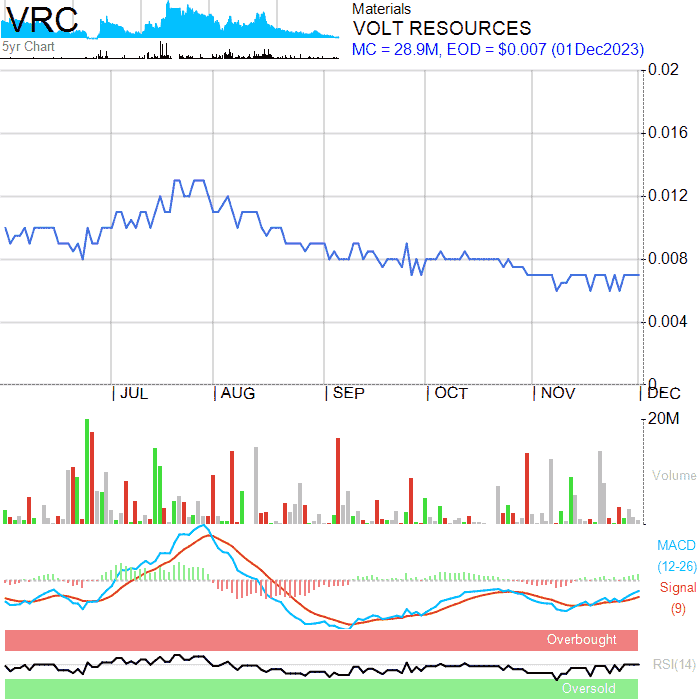 VRC
5yr Chart
Materials
VOLT RESOURCES
MC = 28.9M, EOD = $0.007 (01Dec2023)
0.02
0.016
0.012
0.008
0.004
0
JUL AUG SEP OCT NOV DEC
20M
Volume
MACD
(12-26)
Signal
(9)
Overbought
RSI(14)
Oversold